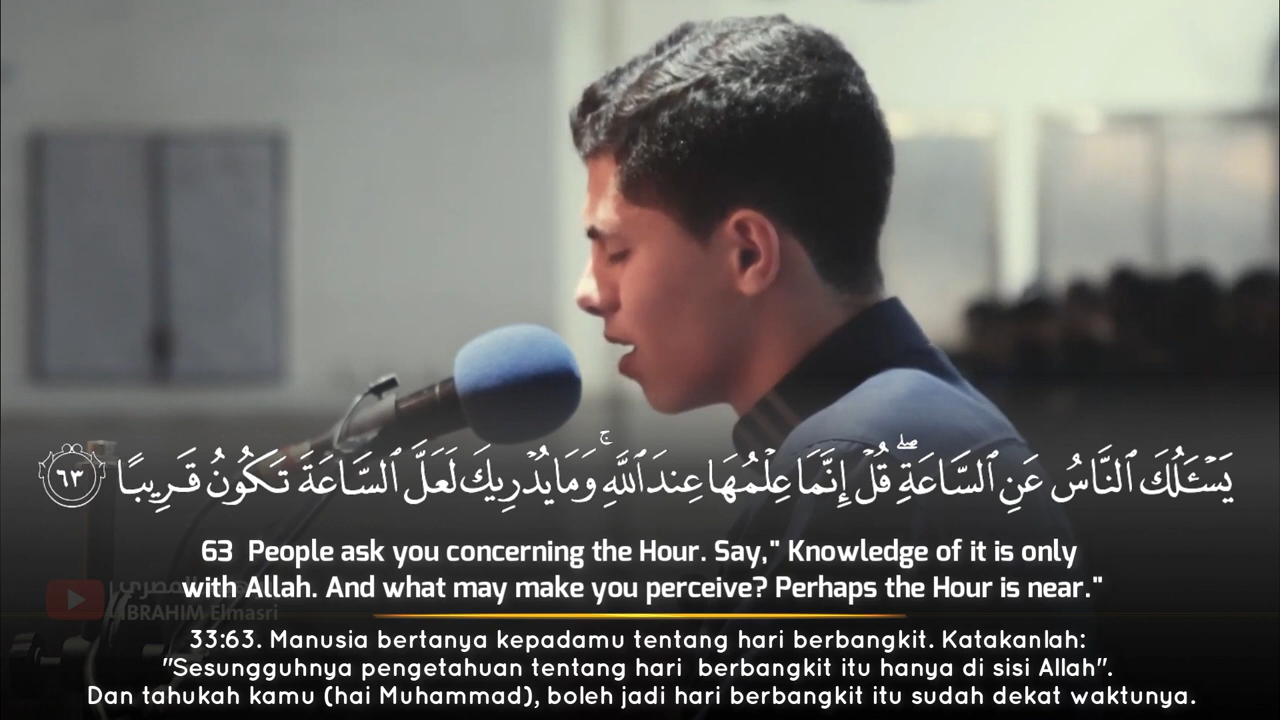 يَسۡـَٔلُكَ ٱلنَّاسُ عَنِ ٱلسَّاعَةِۖ قُلۡ إِنَّمَا عِلۡمُهَا عِندَ ٱللَّهِۚ وَمَا يُدۡرِيكَ لَعَلَّ ٱلسَّاعَةَ تَكُونُ قَرِيبًا ٦٣
63 People ask you concerning the Hour. Say," Knowledge of it is only
with Allah. And what may make you perceive? Perhaps the Hour is near."
المصري
IBRAHIM Elmasri
33:63. Manusia bertanya kepadamu tentang hari berbangkit. Katakanlah:
"Sesungguhnya pengetahuan tentang hari berbangkit itu hanya di sisi Allah".
Dan tahukah kamu (hai Muhammad), boleh jadi hari berbangkit itu sudah dekat waktunya.